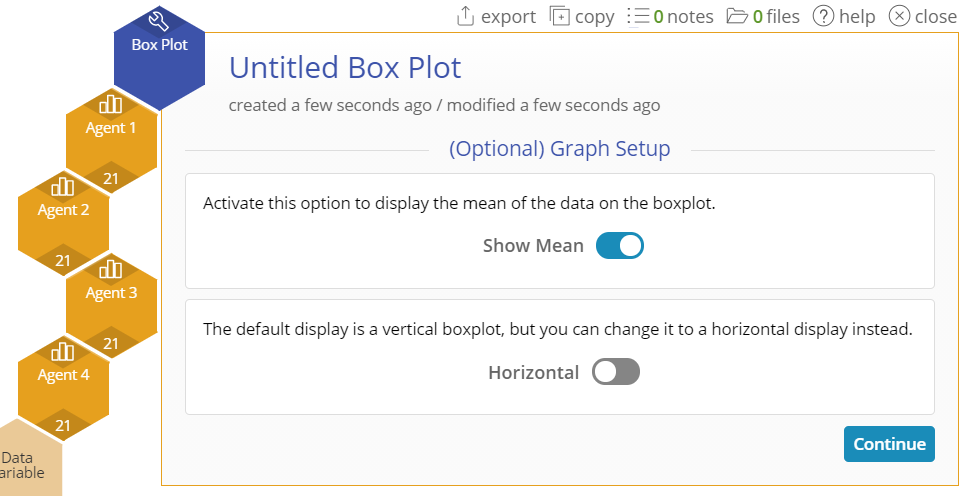 export copy 0 notes 0 files help close
Box Plot
Untitled Box Plot
created a few seconds ago / modified a few seconds ago
(Optional) Graph Setup
Activate this option to display the mean of the data on the boxplot.
Show Mean
The default display is a vertical boxplot, but you can change it to a horizontal display instead.
Horizontal
Continue
Agent 1
21
Agent 2
21
Agent 3
21
Agent 4
21
Data
ariable